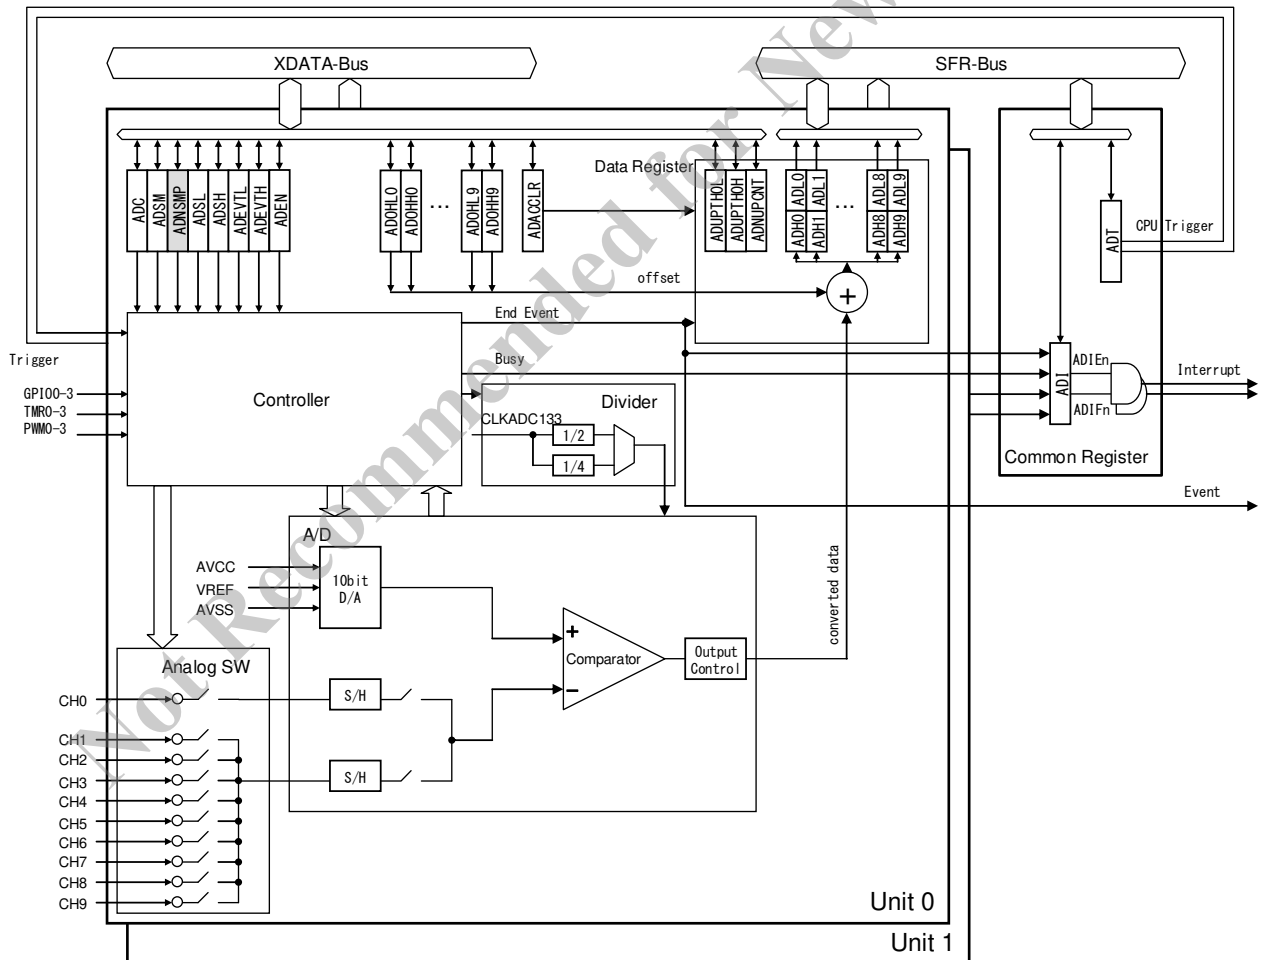 XDATA-Bus
SFR-Bus
Data Register
ADC
ADSM
ADNSMP
ADSL
ADSH
ADEVTL
ADEVTH
ADEN
ADOHL0
ADOHH0
...
ADOHL9
ADOHH9
ADACCLR
ADUPTH0L
ADUPTH0H
ADNUPCNT
ADH0 ADL0
ADH1 ADL1
...
ADH8 ADL8
ADH9 ADL9
ADT
CPU Trigger
offset
+
End Event
Trigger
Busy
GPIO0-3
TMR0-3
PWM0-3
Controller
Divider
CLKADC133
1/2
1/4
ADI
ADIEn
ADIFn
Interrupt
Common Register
Event
A/D
AVCC
VREF
AVSS
10bit
D/A
+
Comparator
−
Output
Control
converted data
Analog SW
S/H
S/H
CH0
CH1
CH2
CH3
CH4
CH5
CH6
CH7
CH8
CH9
Unit 0
Unit 1
Not Recommended for New